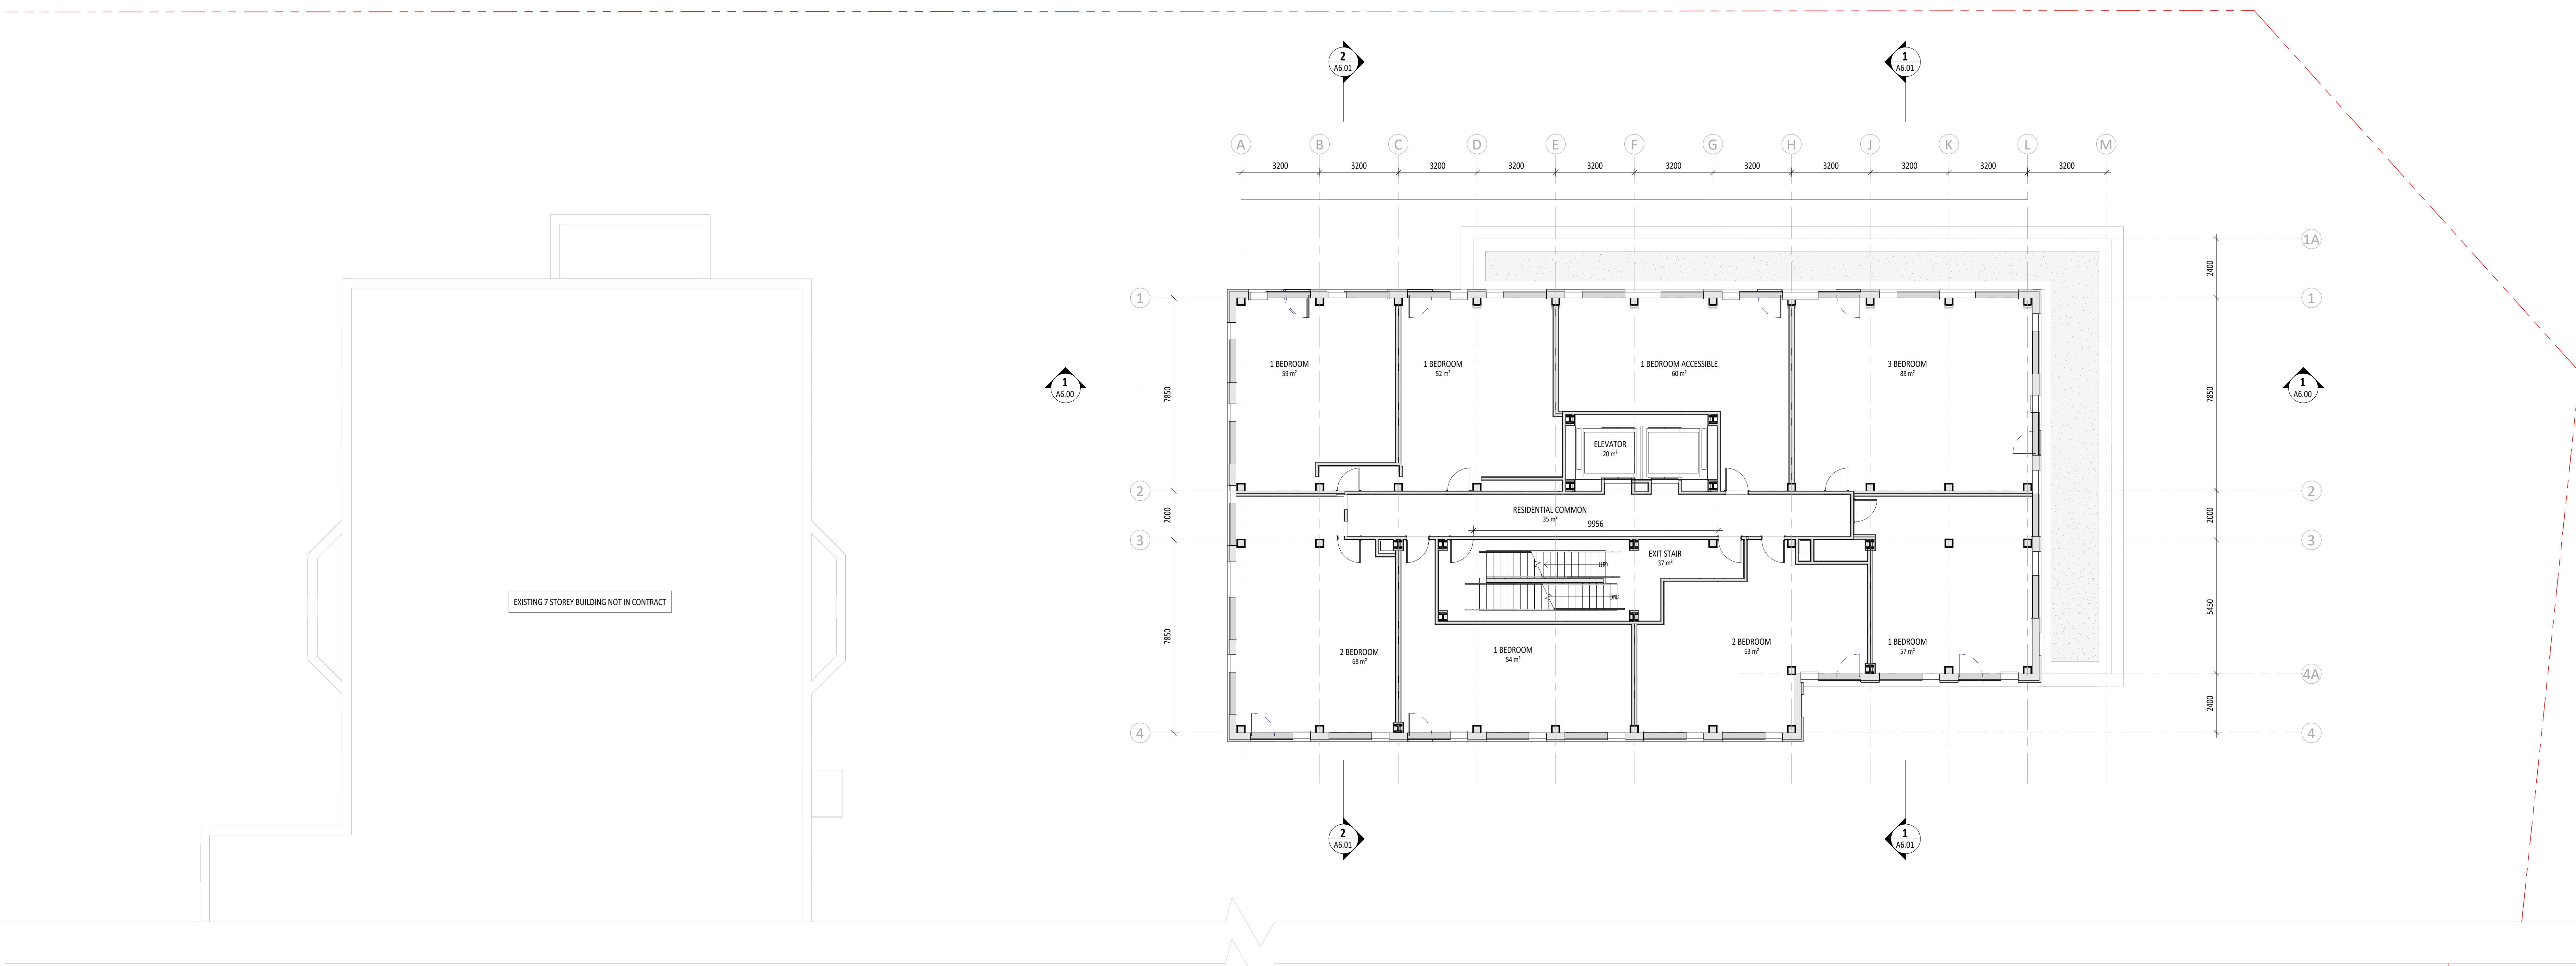 2
A6.01
1
A6.01
A
B
C
D
E
F
G
H
J
K
L
M
3200
3200
3200
3200
3200
3200
3200
3200
3200
3200
3200
1A
2400
1
1
1 BEDROOM
59 m²
1 BEDROOM
52 m²
1 BEDROOM ACCESSIBLE
60 m²
3 BEDROOM
88 m²
1
A6.00
7850
7850
1
A6.00
ELEVATOR
20 m²
2
2
RESIDENTIAL COMMON
35 m²
2000
2000
9956
3
3
EXIT STAIR
37 m²
UP
DN
EXISTING 7 STOREY BUILDING NOT IN CONTRACT
5450
7850
2 BEDROOM
68 m²
1 BEDROOM
54 m²
2 BEDROOM
63 m²
1 BEDROOM
57 m²
4A
2400
4
4
2
A6.01
1
A6.01